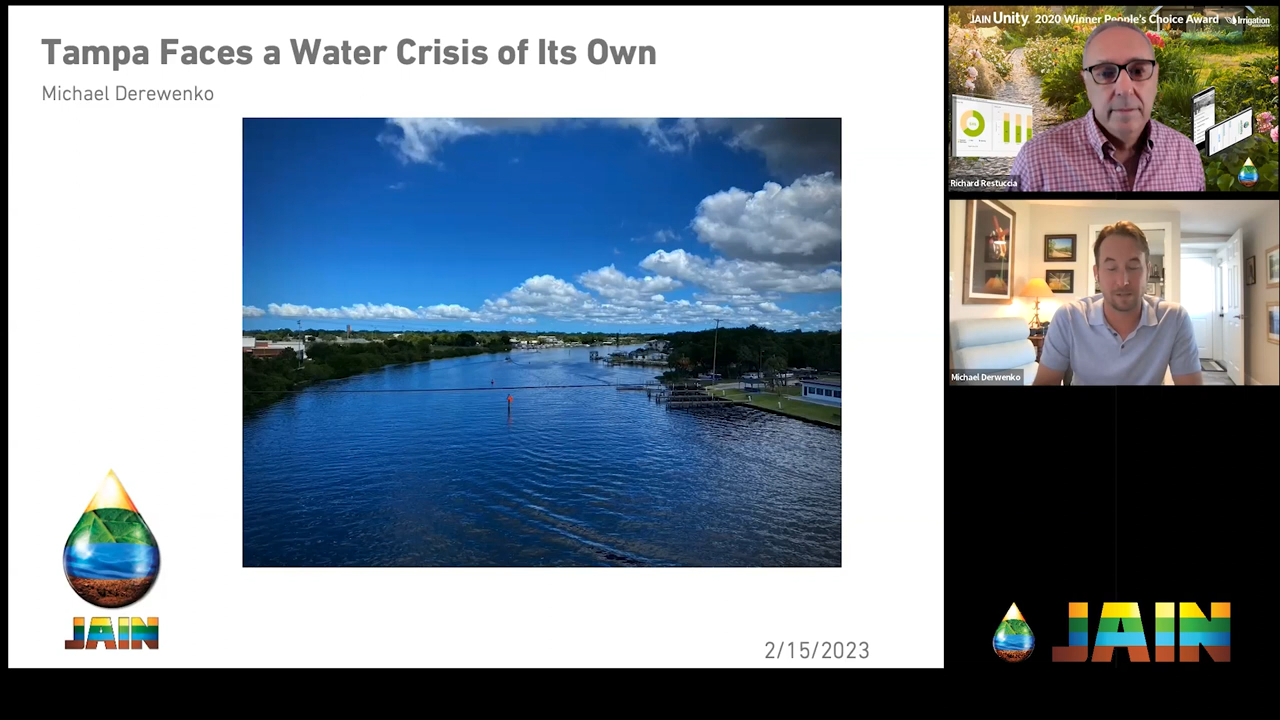 Tampa Faces a Water Crisis of Its Own
Michael Derewenko
JAIN
2/15/2023
JAIN Unity. 2020 Winner People's Choice Award Irrigation
Richard Restuccia
Michael Derwenko
JAIN